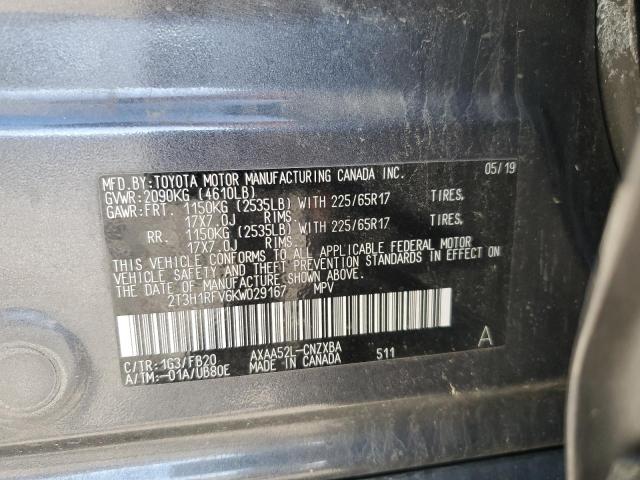 MFD.BY:TOYOTA MOTOR MANUFACTURING CANADA INC. 05/19
GVWR:2090KG (4610LB)
GAWR:FRT. 1150KG (2535LB) WITH 225/65R17 TIRES,
17X7.0J RIMS
RR. 1150KG (2535LB) WITH 225/65R17 TIRES,
17X7.0J RIMS.
THIS VEHICLE CONFORMS TO ALL APPLICABLE FEDERAL MOTOR
VEHICLE SAFETY AND THEFT PREVENTION STANDARDS IN EFFECT ON
THE DATE OF MANUFACTURE SHOWN ABOVE.
2T3H1RFV6KW029167 MPV
C/TR:1G3/FB20 AXAA52L-CNZXBA A
A/TM:-01A/UB80E MADE IN CANADA 511